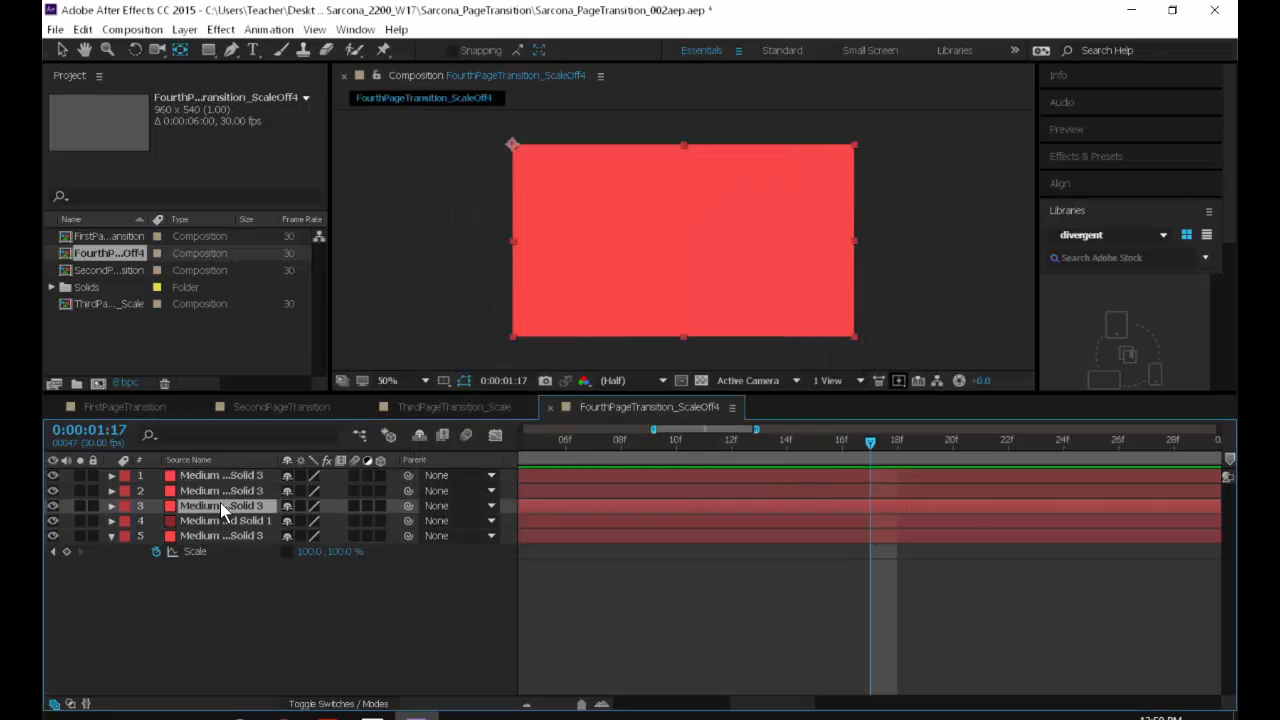 Adobe After Effects CC 2015 - C:\Users\Teacher\Deskt ... Sarcona_2200_W17\Sarcona_PageTransition\Sarcona_PageTransition_002aep.aep *
File Edit Composition Layer Effect Animation View Window Help
Snapping Essentials Standard Small Screen Libraries Search Help
Project
FourthP...ransition_ScaleOff4
960 x 540 (1.00)
Δ 0:00:06:00, 30.00 fps
Name Type Size Frame Rate
FirstPa...ansition Composition 30
FourthP...Off4 Composition 30
SecondP...sition Composition 30
Solids Folder
ThirdPa..._Scale Composition 30
8 bpc
Composition FourthPageTransition_ScaleOff4
FourthPageTransition_ScaleOff4
50% 0:00:01:17 (Half) Active Camera 1 View +0.0
Info
Audio
Preview
Effects & Presets
Align
Libraries
divergent
Search Adobe Stock
FirstPageTransition SecondPageTransition ThirdPageTransition_Scale FourthPageTransition_ScaleOff4
0:00:01:17
00047 (30.00 fps)
06f 08f 10f 12f 14f 16f 18f 20f 22f 24f 26f 28f
# Source Name fx Parent
1 Medium ...Solid 3 None
2 Medium ...Solid 3 None
3 Medium ...Solid 3 None
4 Medium ...d Solid 1 None
5 Medium ...Solid 3 None
Scale 100.0,100.0 %
Toggle Switches / Modes